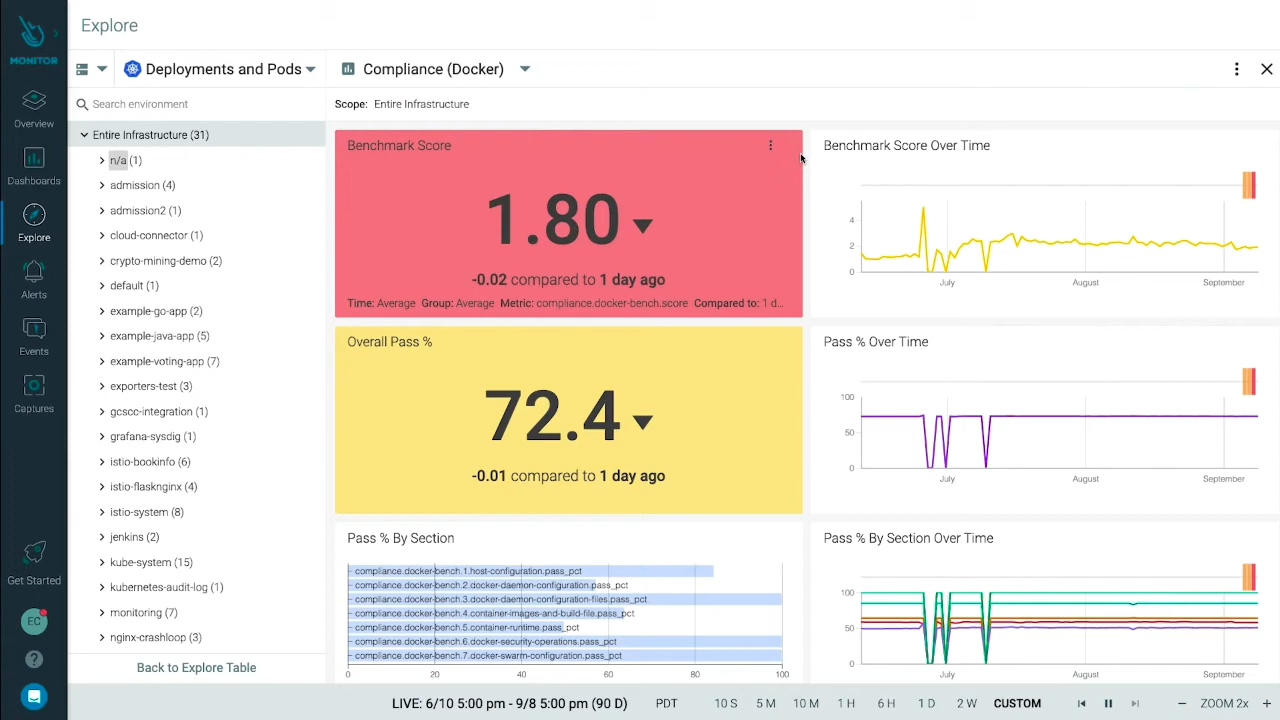 Explore
MONITOR
Overview
Dashboards
Explore
Alerts
Events
Captures
Get Started
EC
?
Deployments and Pods
Search environment
Entire Infrastructure (31)
n/a (1)
admission (4)
admission2 (1)
cloud-connector (1)
crypto-mining-demo (2)
default (1)
example-go-app (2)
example-java-app (5)
example-voting-app (7)
exporters-test (3)
gcscc-integration (1)
grafana-sysdig (1)
istio-bookinfo (6)
istio-flasknginx (4)
istio-system (8)
jenkins (2)
kube-system (15)
kubernetes-audit-log (1)
monitoring (7)
nginx-crashloop (3)
Back to Explore Table
Compliance (Docker)
Scope: Entire Infrastructure
Benchmark Score
1.80
-0.02 compared to 1 day ago
Time: Average Group: Average Metric: compliance.docker-bench.score Compared to: 1 d...
Benchmark Score Over Time
4
2
0
July August September
Overall Pass %
72.4
-0.01 compared to 1 day ago
Pass % Over Time
100
50
0
July August September
Pass % By Section
compliance.docker-bench.1.host-configuration.pass_pct
compliance.docker-bench.2.docker-daemon-configuration.pass_pct
compliance.docker-bench.3.docker-daemon-configuration-files.pass_pct
compliance.docker-bench.4.container-images-and-build-file.pass_pct
compliance.docker-bench.5.container-runtime.pass_pct
compliance.docker-bench.6.docker-security-operations.pass_pct
compliance.docker-bench.7.docker-swarm-configuration.pass_pct
0 20 40 60 80 100
Pass % By Section Over Time
100
50
0
July August September
LIVE: 6/10 5:00 pm - 9/8 5:00 pm (90 D) PDT 10 S 5 M 10 M 1 H 6 H 1 D 2 W CUSTOM ZOOM 2x